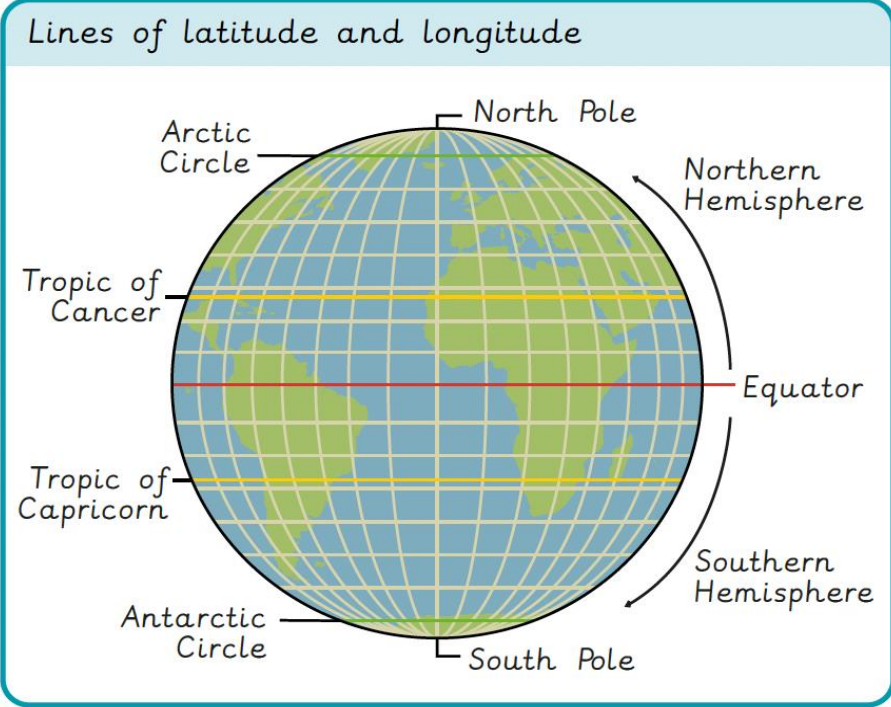 Lines of latitude and longitude
North Pole
Arctic
Circle
Northern
Hemisphere
Tropic of
Cancer
Equator
Tropic of
Capricorn
Southern
Hemisphere
Antarctic
Circle
South Pole